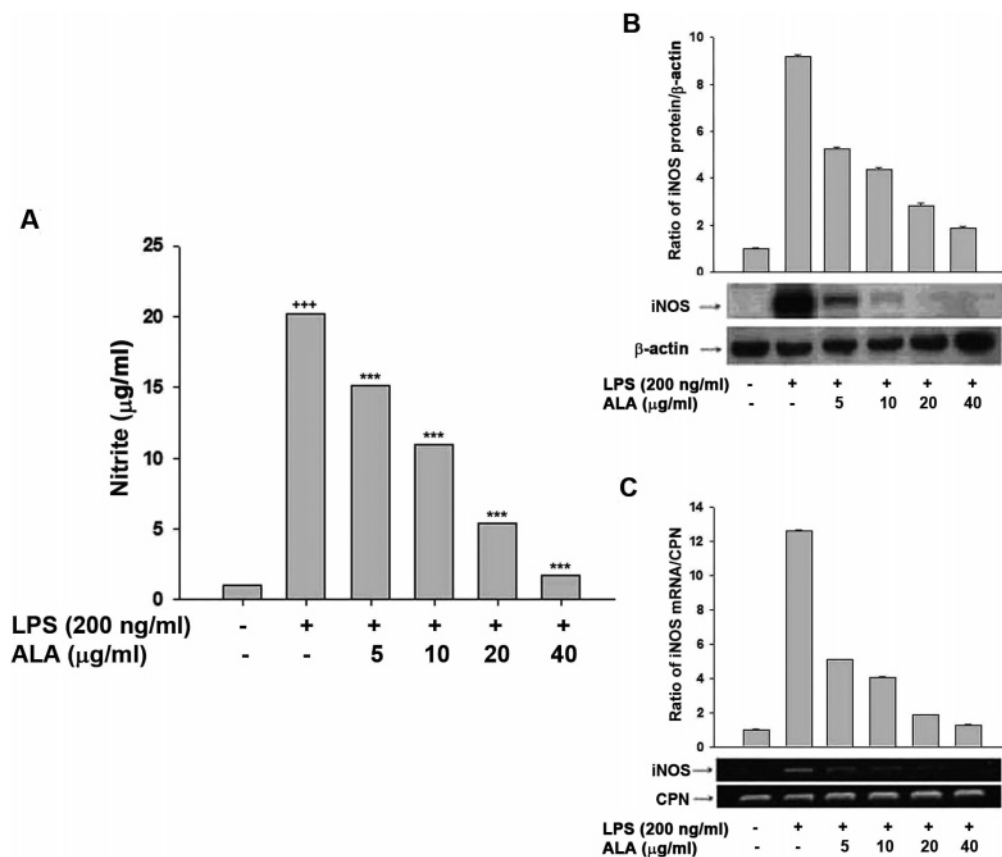 A
Nitrite (μg/ml)
25
20
15
10
5
0
+++
***
***
***
***
LPS (200 ng/ml) - + + + + +
ALA (μg/ml) - - 5 10 20 40
B
Ratio of iNOS protein/β-actin
10
8
6
4
2
0
iNOS
β-actin
LPS (200 ng/ml) - + + + + +
ALA (μg/ml) - - 5 10 20 40
C
Ratio of iNOS mRNA/CPN
14
12
10
8
6
4
2
0
iNOS
CPN
LPS (200 ng/ml) - + + + + +
ALA (μg/ml) - - 5 10 20 40